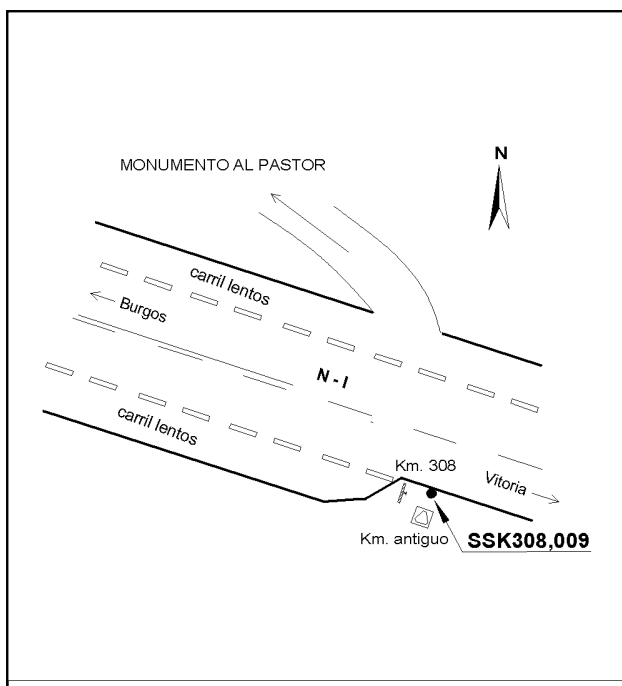 N
MONUMENTO AL PASTOR
carril lentos
Burgos
N - I
carril lentos
Km. 308
Vitoria
Km. antiguo
SSK308,009